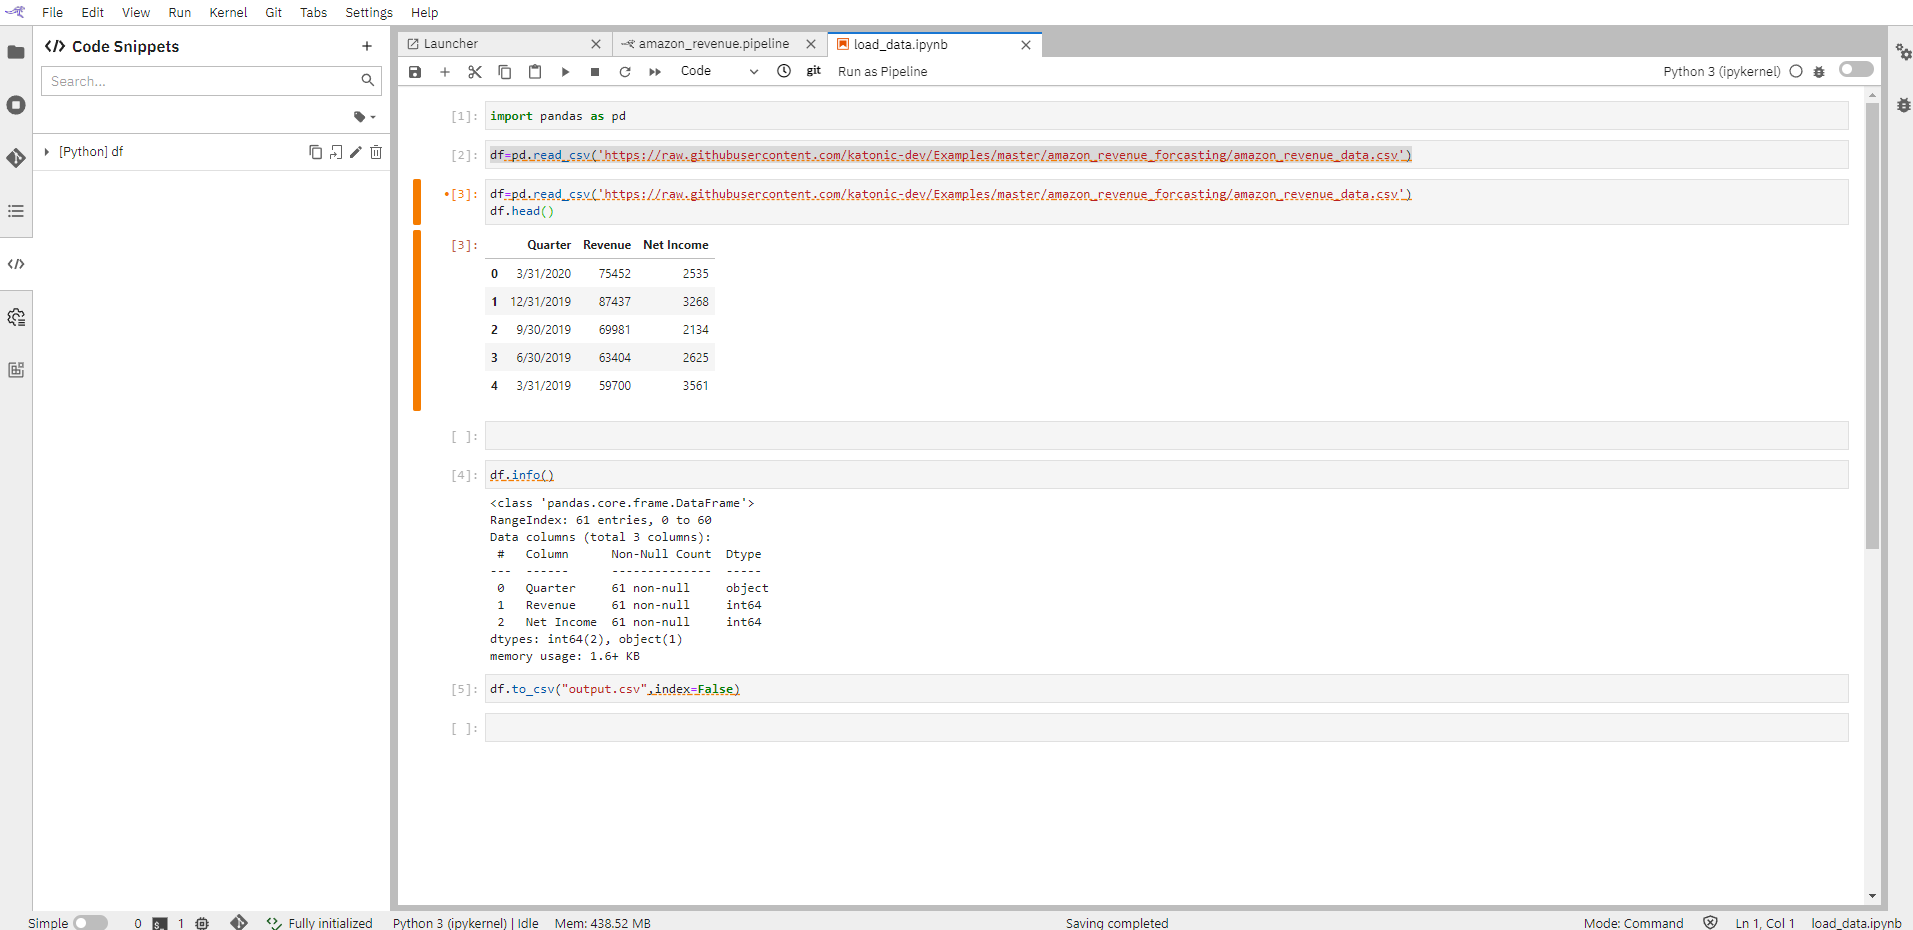 File Edit View Run Kernel Git Tabs Settings Help
Code Snippets
Search...
[Python] df
Launcher
amazon_revenue.pipeline
load_data.ipynb
Code
git
Run as Pipeline
Python 3 (ipykernel)
[1]: import pandas as pd
[2]: df=pd.read_csv('https://raw.githubusercontent.com/katonic-dev/Examples/master/amazon_revenue_forcasting/amazon_revenue_data.csv')
[3]: df=pd.read_csv('https://raw.githubusercontent.com/katonic-dev/Examples/master/amazon_revenue_forcasting/amazon_revenue_data.csv')
df.head()
[3]: Quarter Revenue Net Income
0 3/31/2020 75452 2535
1 12/31/2019 87437 3268
2 9/30/2019 69981 2134
3 6/30/2019 63404 2625
4 3/31/2019 59700 3561
[ ]:
[4]: df.info()
<class 'pandas.core.frame.DataFrame'>
RangeIndex: 61 entries, 0 to 60
Data columns (total 3 columns):
# Column Non-Null Count Dtype
--- ------ -------------- -----
0 Quarter 61 non-null object
1 Revenue 61 non-null int64
2 Net Income 61 non-null int64
dtypes: int64(2), object(1)
memory usage: 1.6+ KB
[5]: df.to_csv("output.csv",index=False)
[ ]:
Simple 0 1 Fully initialized Python 3 (ipykernel) | Idle Mem: 438.52 MB Saving completed Mode: Command Ln 1, Col 1 load_data.ipynb